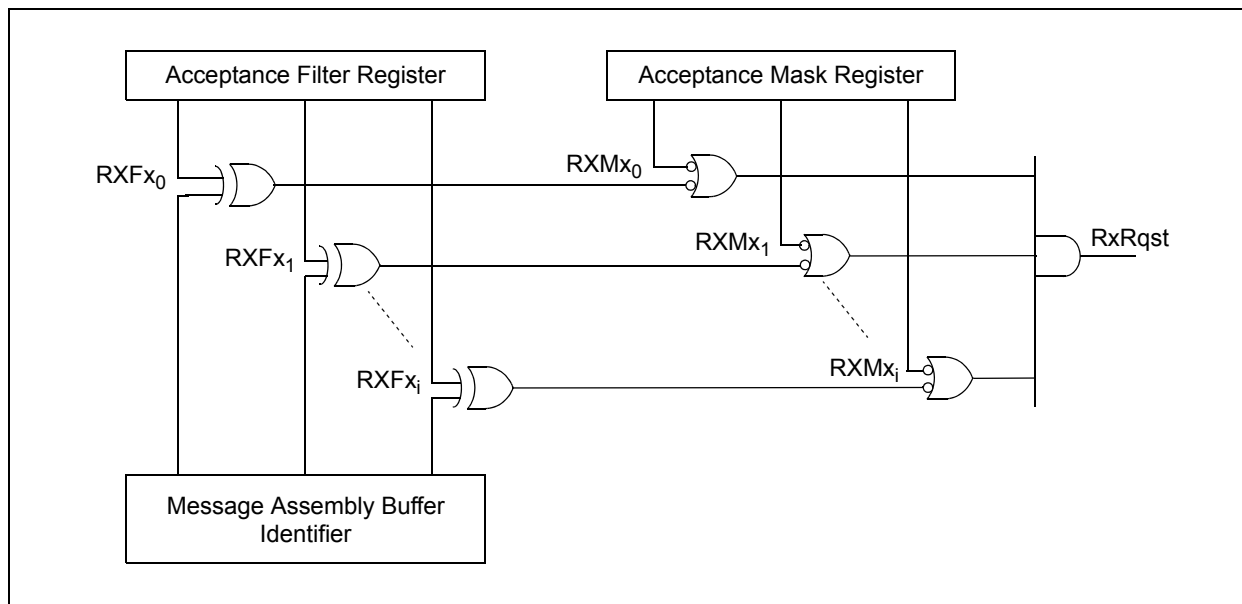 Acceptance Filter Register
Acceptance Mask Register
RXFx₀
RXMx₀
RXFx₁
RXMx₁
RxRqst
RXFxᵢ
RXMxᵢ
Message Assembly Buffer
Identifier